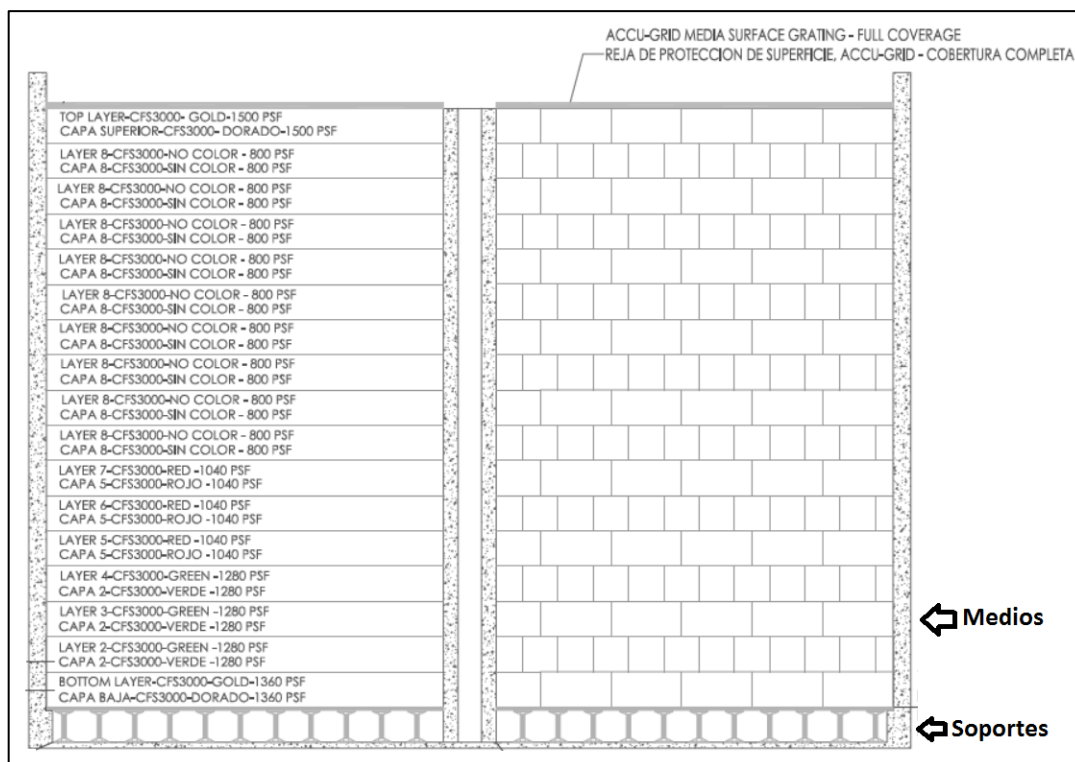 ACCU-GRID MEDIA SURFACE GRATING - FULL COVERAGE
REJA DE PROTECCION DE SUPERFICIE, ACCU-GRID - COBERTURA COMPLETA
TOP LAYER-CFS3000- GOLD-1500 PSF
CAPA SUPERIOR-CFS3000- DORADO-1500 PSF
LAYER 8-CFS3000-NO COLOR - 800 PSF
CAPA 8-CFS3000-SIN COLOR - 800 PSF
LAYER 8-CFS3000-NO COLOR - 800 PSF
CAPA 8-CFS3000-SIN COLOR - 800 PSF
LAYER 8-CFS3000-NO COLOR - 800 PSF
CAPA 8-CFS3000-SIN COLOR - 800 PSF
LAYER 8-CFS3000-NO COLOR - 800 PSF
CAPA 8-CFS3000-SIN COLOR - 800 PSF
LAYER 8-CFS3000-NO COLOR - 800 PSF
CAPA 8-CFS3000-SIN COLOR - 800 PSF
LAYER 8-CFS3000-NO COLOR - 800 PSF
CAPA 8-CFS3000-SIN COLOR - 800 PSF
LAYER 8-CFS3000-NO COLOR - 800 PSF
CAPA 8-CFS3000-SIN COLOR - 800 PSF
LAYER 8-CFS3000-NO COLOR - 800 PSF
CAPA 8-CFS3000-SIN COLOR - 800 PSF
LAYER 8-CFS3000-NO COLOR - 800 PSF
CAPA 8-CFS3000-SIN COLOR - 800 PSF
LAYER 7-CFS3000-RED -1040 PSF
CAPA 5-CFS3000-ROJO -1040 PSF
LAYER 6-CFS3000-RED -1040 PSF
CAPA 5-CFS3000-ROJO -1040 PSF
LAYER 5-CFS3000-RED -1040 PSF
CAPA 5-CFS3000-ROJO -1040 PSF
LAYER 4-CFS3000-GREEN -1280 PSF
CAPA 2-CFS3000-VERDE -1280 PSF
LAYER 3-CFS3000-GREEN -1280 PSF
CAPA 2-CFS3000-VERDE -1280 PSF
LAYER 2-CFS3000-GREEN -1280 PSF
CAPA 2-CFS3000-VERDE -1280 PSF
BOTTOM LAYER-CFS3000-GOLD-1360 PSF
CAPA BAJA-CFS3000-DORADO-1360 PSF
Medios
Soportes